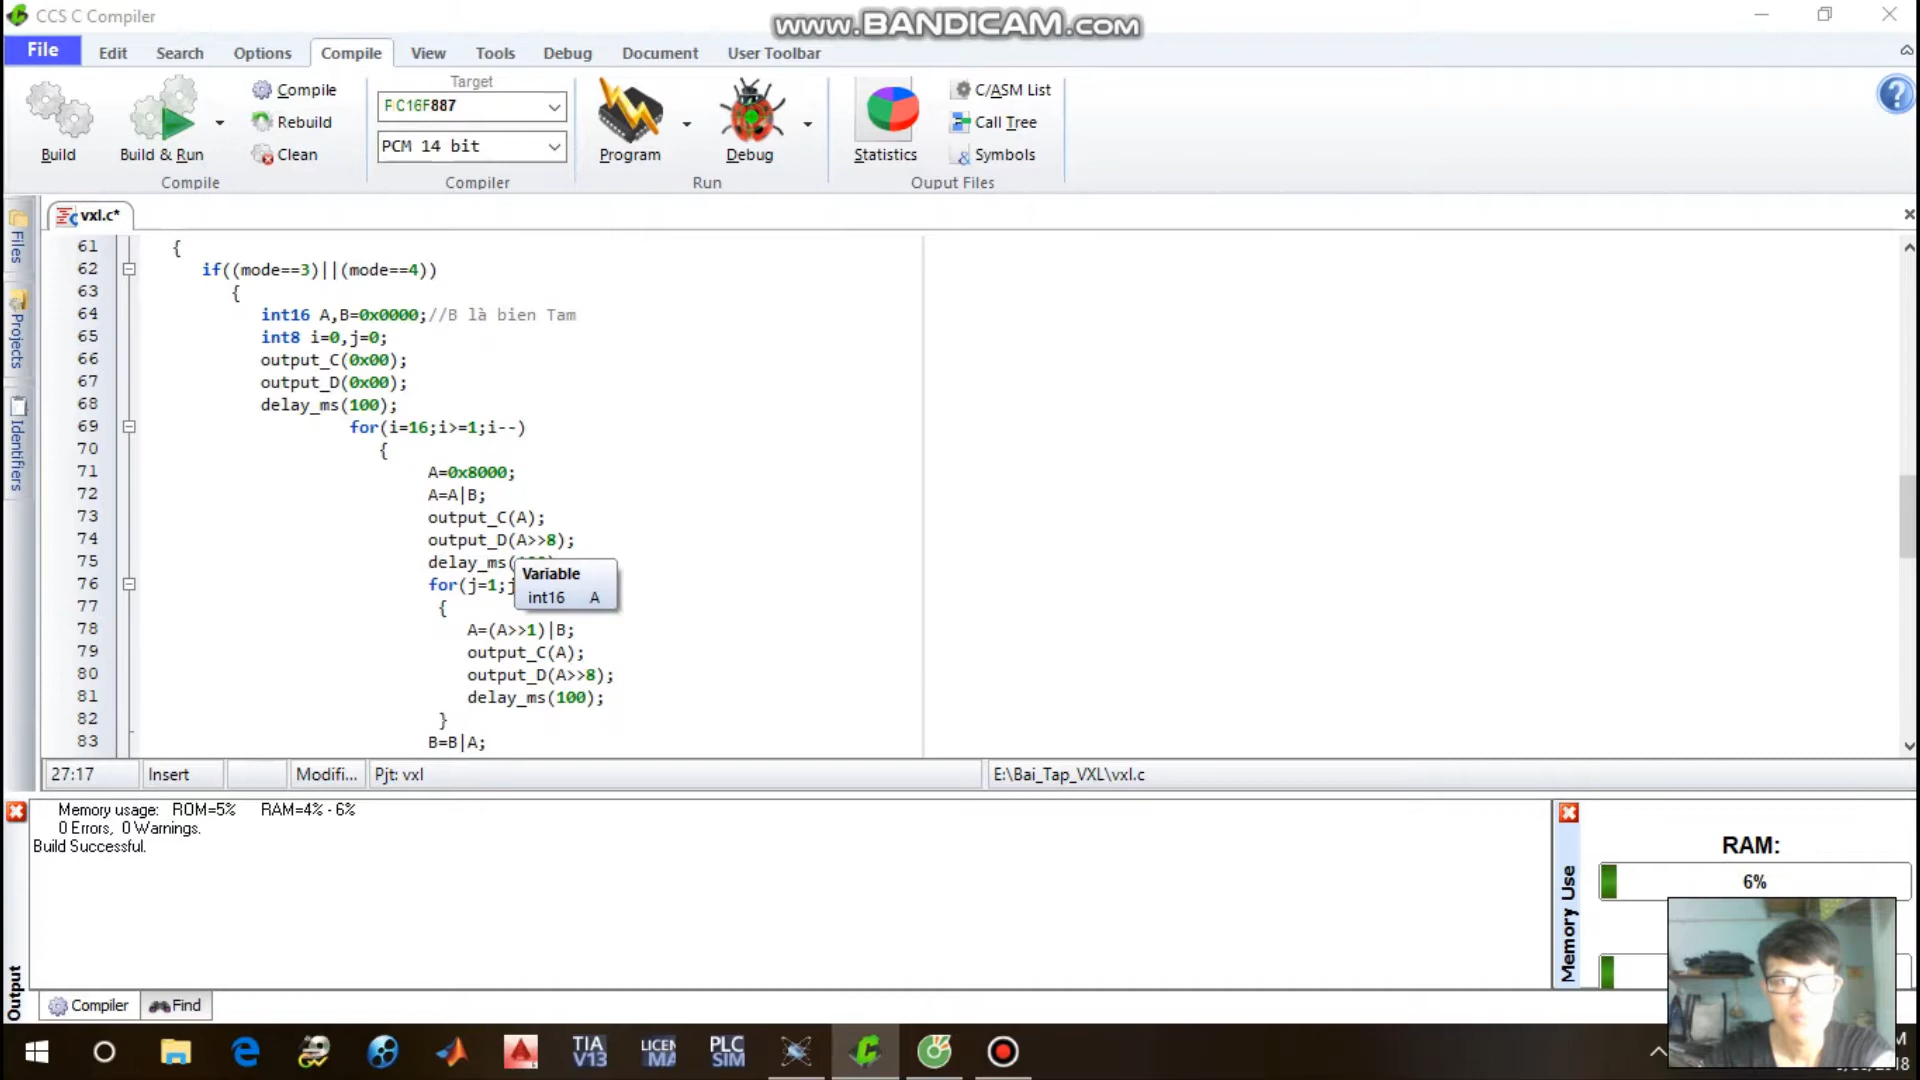 CCS C Compiler
www.BANDICAM.com
File Edit Search Options Compile View Tools Debug Document User Toolbar
Compile
Rebuild
Clean
Build
Build & Run
Compile
Target
PIC16F887
PCM 14 bit
Compiler
Program
Debug
Run
Statistics
C/ASM List
Call Tree
Symbols
Ouput Files
Files
Projects
Identifiers
vxl.c*
61 {
62 if((mode==3)||(mode==4))
63 {
64 int16 A,B=0x0000;//B là bien Tam
65 int8 i=0,j=0;
66 output_C(0x00);
67 output_D(0x00);
68 delay_ms(100);
69 for(i=16;i>=1;i--)
70 {
71 A=0x8000;
72 A=A|B;
73 output_C(A);
74 output_D(A>>8);
75 delay_ms(
76 for(j=1;j
77 {
78 A=(A>>1)|B;
79 output_C(A);
80 output_D(A>>8);
81 delay_ms(100);
82 }
83 B=B|A;
Variable
int16 A
27:17 Insert Modifi... Pjt: vxl E:\Bai_Tap_VXL\vxl.c
Memory usage: ROM=5% RAM=4% - 6%
0 Errors, 0 Warnings.
Build Successful.
Output
Compiler Find
Memory Use
RAM:
6%
TIA V13
LICEN MA
PLC SIM